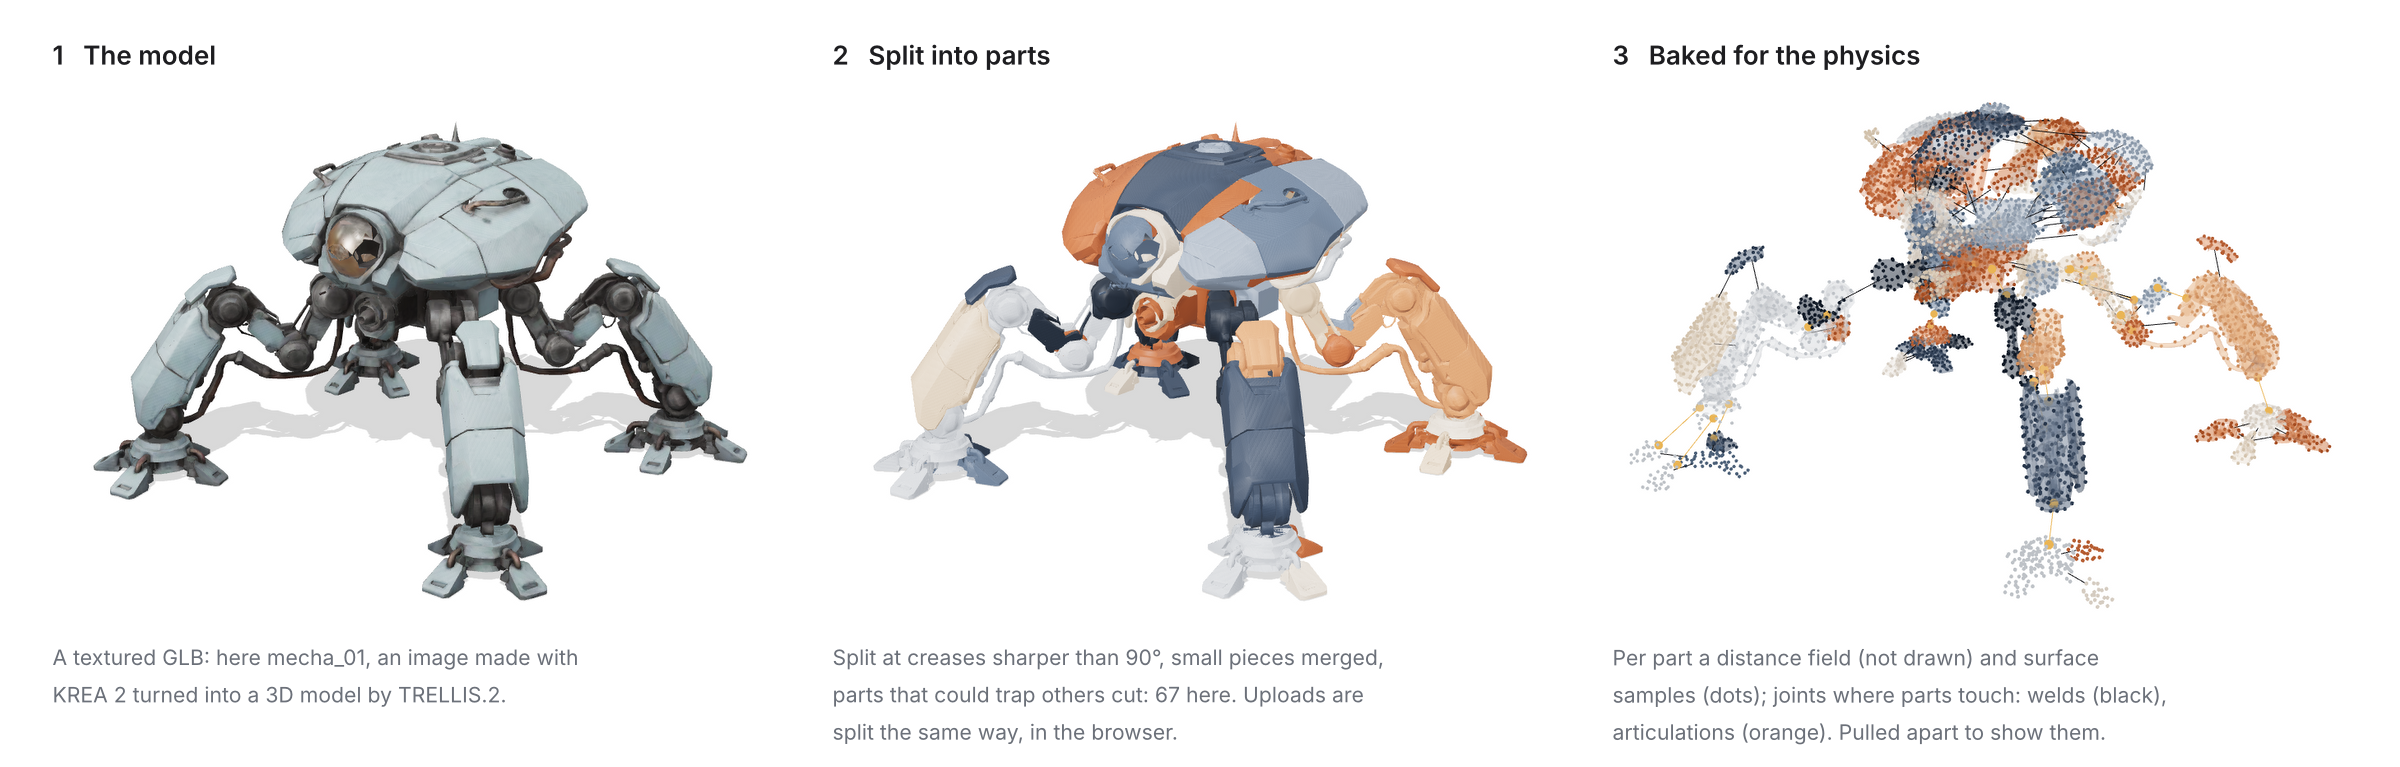 1 The model
A textured GLB: here mecha_01, an image made with
KREA 2 turned into a 3D model by TRELLIS.2.
2 Split into parts
Split at creases sharper than 90°, small pieces merged,
parts that could trap others cut: 67 here. Uploads are
split the same way, in the browser.
3 Baked for the physics
Per part a distance field (not drawn) and surface
samples (dots); joints where parts touch: welds (black),
articulations (orange). Pulled apart to show them.